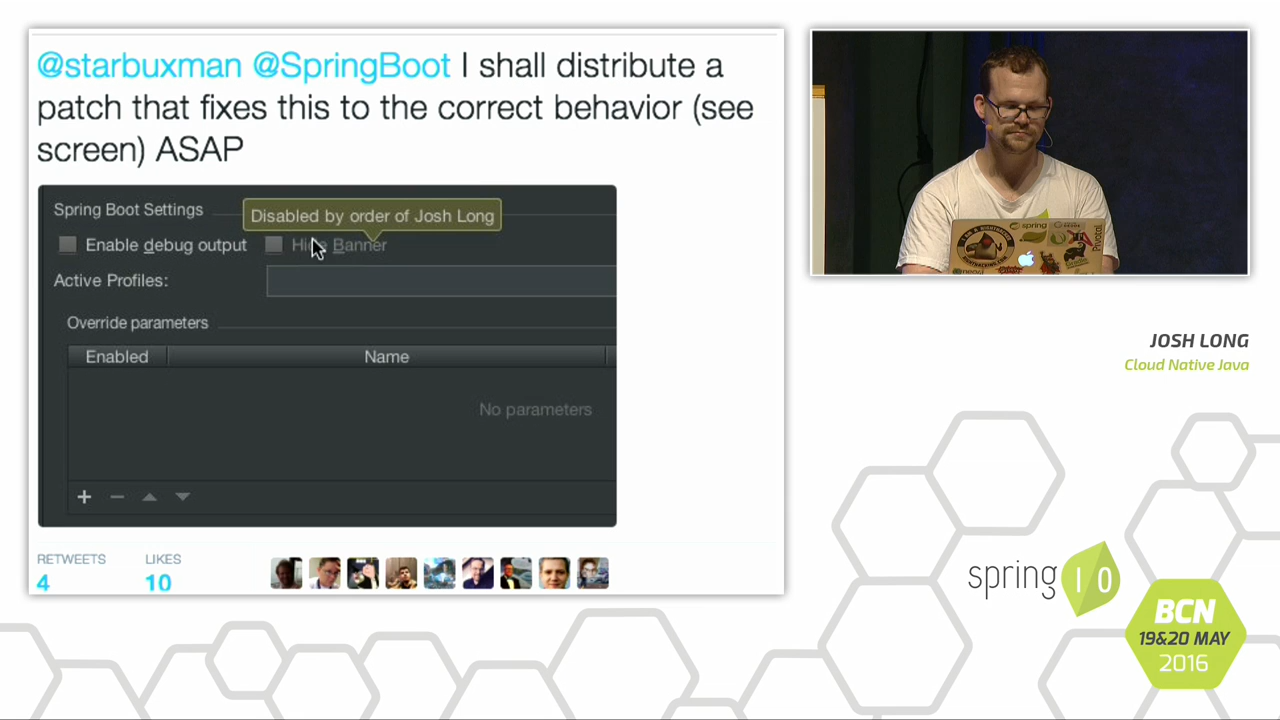 @starbuxman @SpringBoot I shall distribute a
patch that fixes this to the correct behavior (see
screen) ASAP
Spring Boot Settings
Disabled by order of Josh Long
Enable debug output
Banner
Active Profiles:
Override parameters
Enabled
Name
No parameters
RETWEETS
LIKES
4
10
spring
Pivotal
JOSH LONG
Cloud Native Java
spring I O
BCN
19&20 MAY
2016